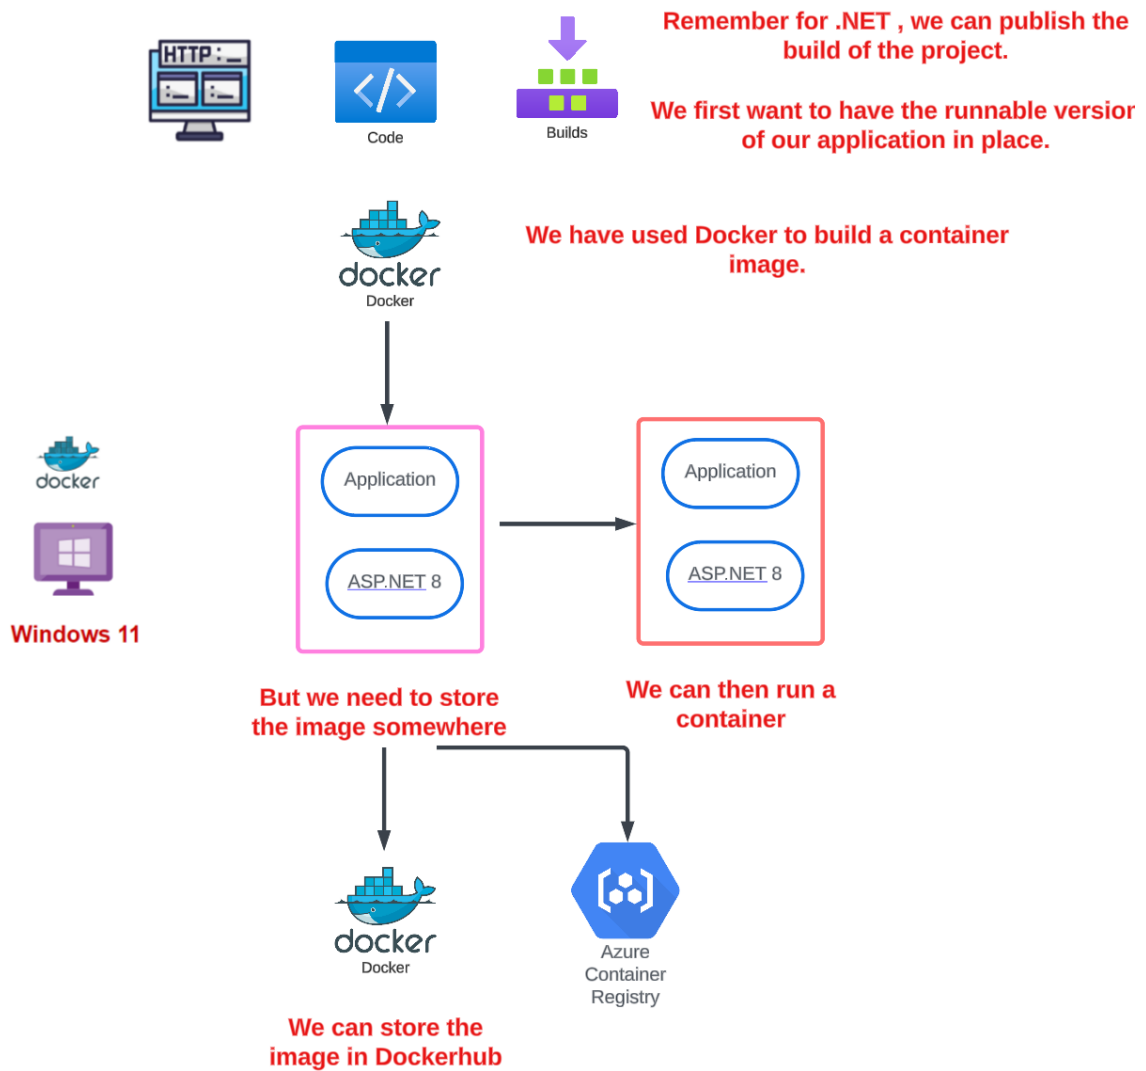 Remember for .NET , we can publish the
build of the project.
HTTP :_
Code
Builds
We first want to have the runnable version
of our application in place.
docker
Docker
We have used Docker to build a container
image.
docker
Windows 11
Application
ASP.NET 8
Application
ASP.NET 8
But we need to store
the image somewhere
We can then run a
container
docker
Docker
Azure
Container
Registry
We can store the
image in Dockerhub